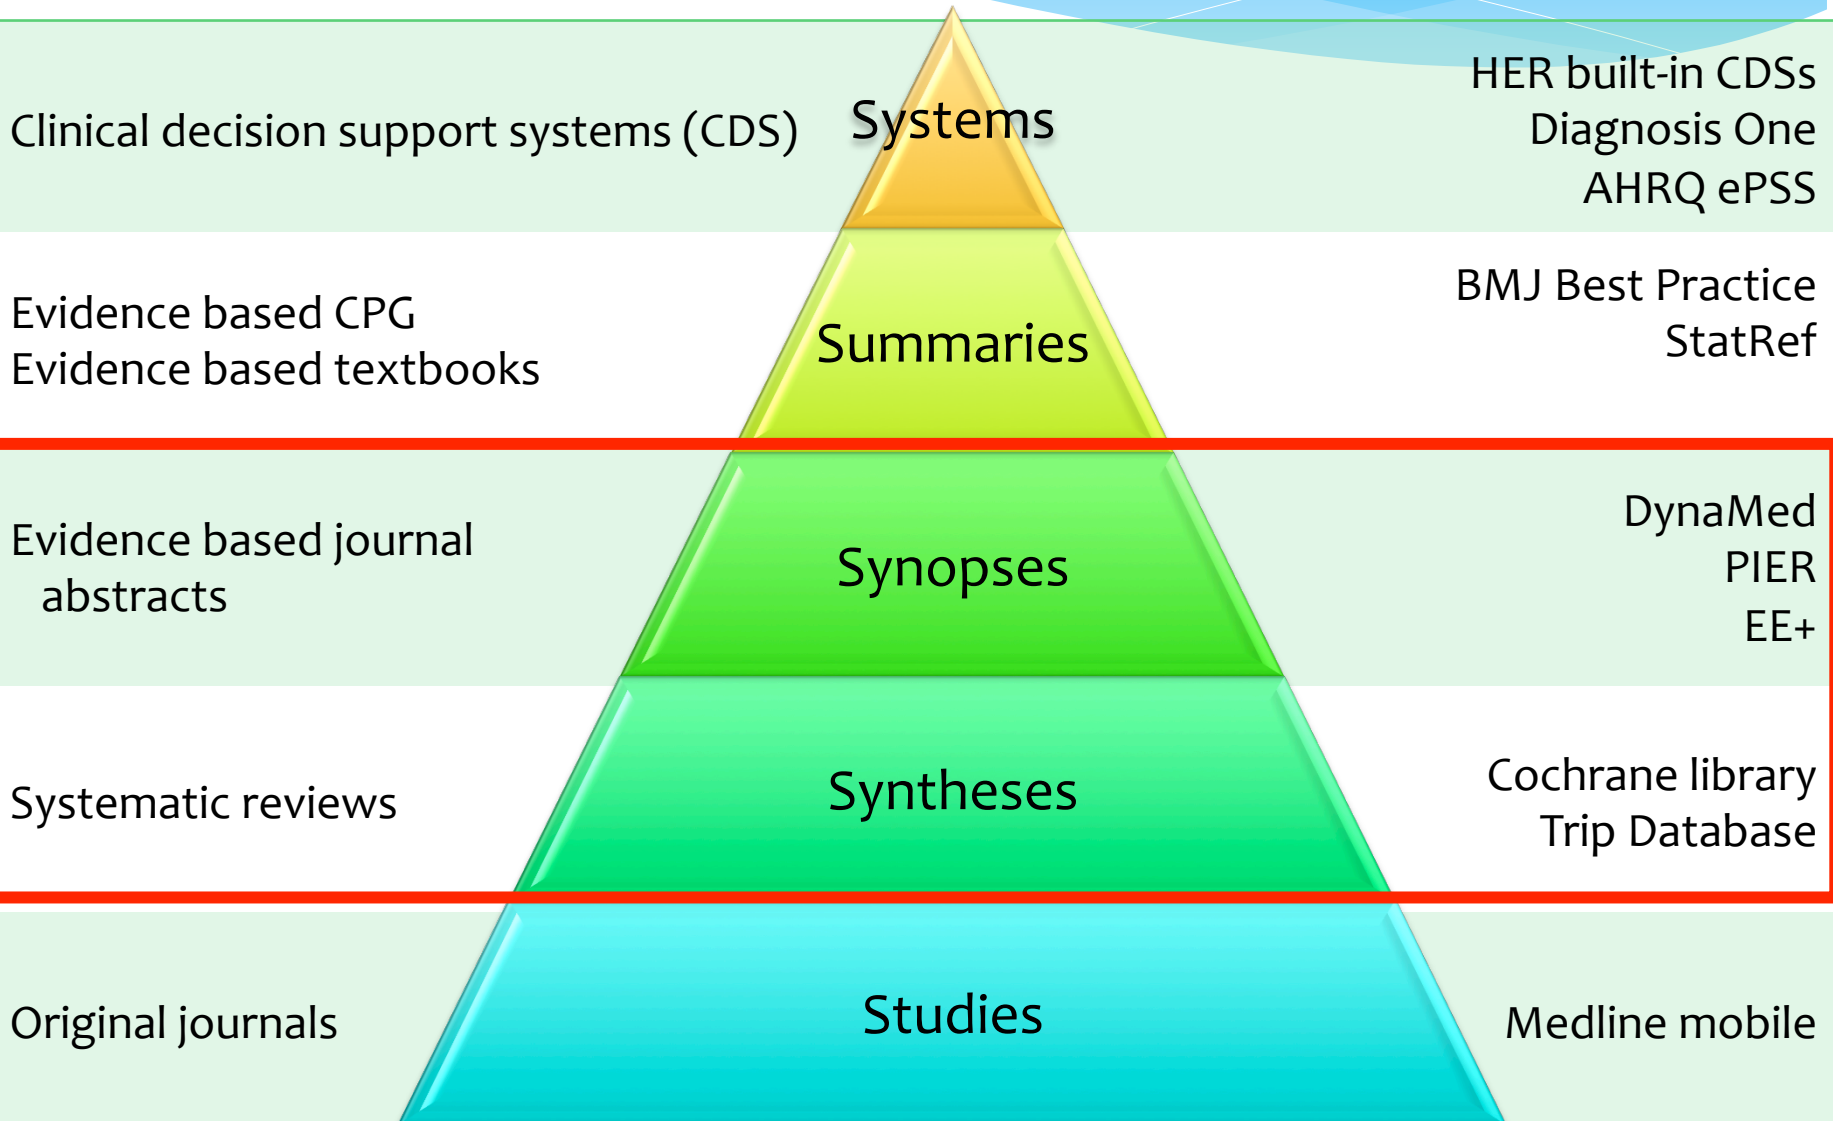 Clinical decision support systems (CDS)
Systems
HER built-in CDSs
Diagnosis One
AHRQ ePSS
Evidence based CPG
Evidence based textbooks
Summaries
BMJ Best Practice
StatRef
Evidence based journal
abstracts
Synopses
DynaMed
PIER
EE+
Systematic reviews
Syntheses
Cochrane library
Trip Database
Original journals
Studies
Medline mobile